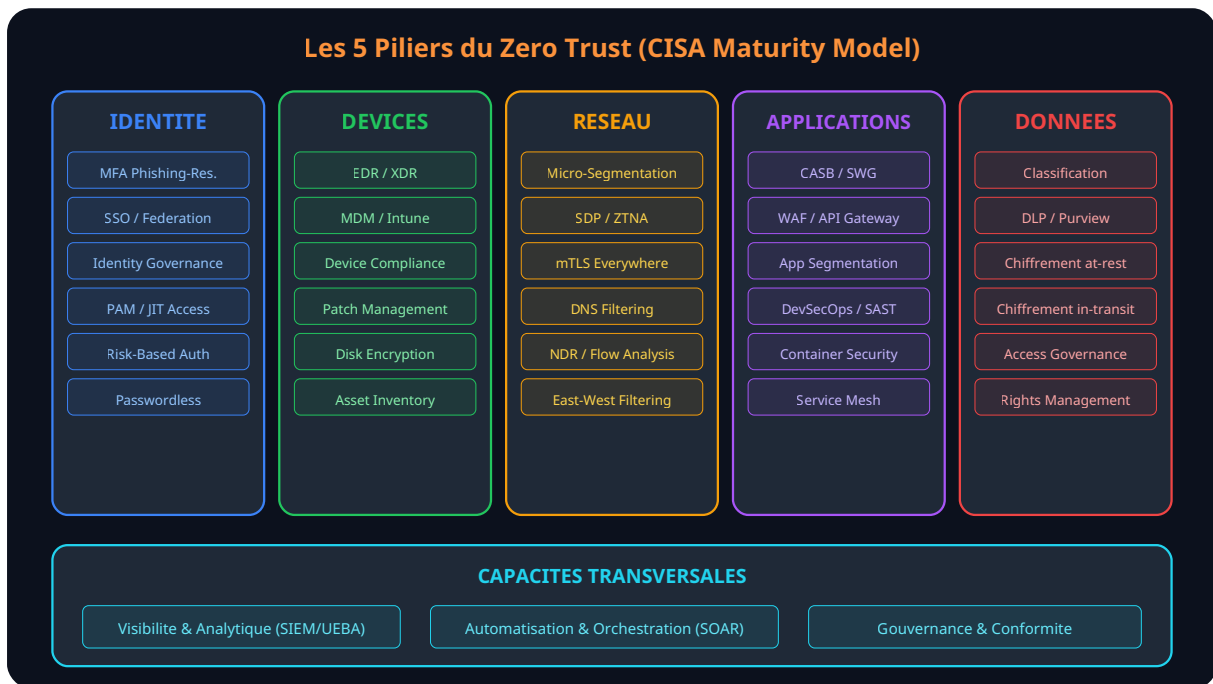 Les 5 Piliers du Zero Trust (CISA Maturity Model)
IDENTITE
MFA Phishing-Res.
SSO / Federation
Identity Governance
PAM / JIT Access
Risk-Based Auth
Passwordless
DEVICES
EDR / XDR
MDM / Intune
Device Compliance
Patch Management
Disk Encryption
Asset Inventory
RESEAU
Micro-Segmentation
SDP / ZTNA
mTLS Everywhere
DNS Filtering
NDR / Flow Analysis
East-West Filtering
APPLICATIONS
CASB / SWG
WAF / API Gateway
App Segmentation
DevSecOps / SAST
Container Security
Service Mesh
DONNEES
Classification
DLP / Purview
Chiffrement at-rest
Chiffrement in-transit
Access Governance
Rights Management
CAPACITES TRANSVERSALES
Visibilite & Analytique (SIEM/UEBA)
Automatisation & Orchestration (SOAR)
Gouvernance & Conformite